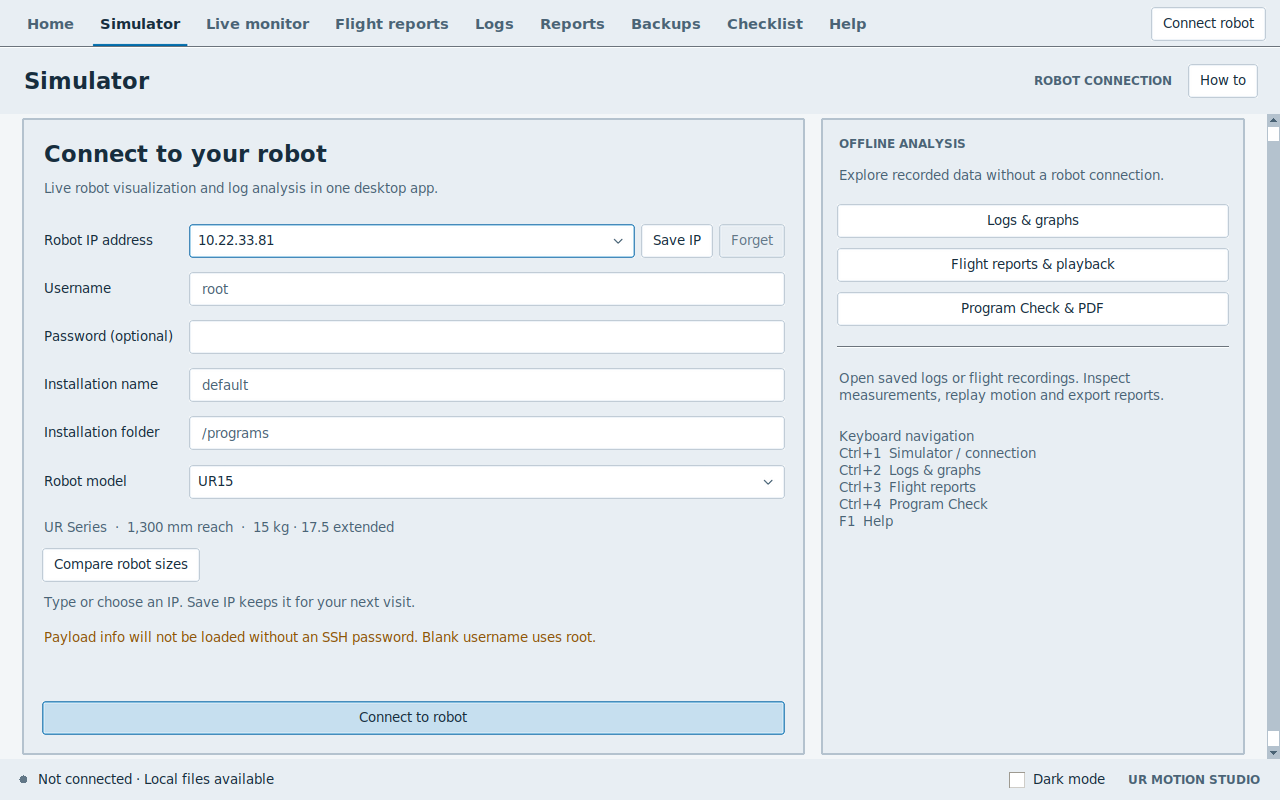 Home Simulator Live monitor Flight reports Logs Reports Backups Checklist Help Connect robot
Simulator
ROBOT CONNECTION How to
Connect to your robot
Live robot visualization and log analysis in one desktop app.
Robot IP address 10.22.33.81 Save IP Forget
Username root
Password (optional)
Installation name default
Installation folder /programs
Robot model UR15
UR Series · 1,300 mm reach · 15 kg · 17.5 extended
Compare robot sizes
Type or choose an IP. Save IP keeps it for your next visit.
Payload info will not be loaded without an SSH password. Blank username uses root.
Connect to robot
OFFLINE ANALYSIS
Explore recorded data without a robot connection.
Logs & graphs
Flight reports & playback
Program Check & PDF
Open saved logs or flight recordings. Inspect
measurements, replay motion and export reports.
Keyboard navigation
Ctrl+1 Simulator / connection
Ctrl+2 Logs & graphs
Ctrl+3 Flight reports
Ctrl+4 Program Check
F1 Help
Not connected · Local files available
Dark mode UR MOTION STUDIO